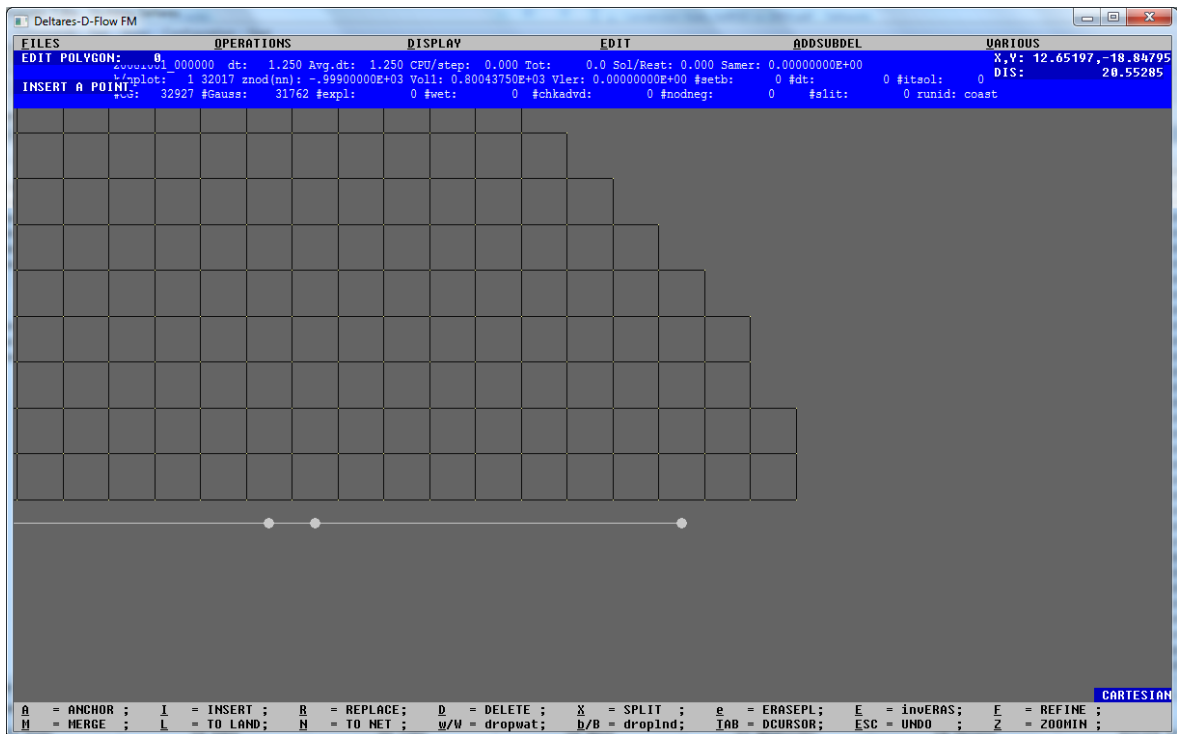 Deltares-D-Flow FM
FILES OPERATIONS DISPLAY EDIT ADDSUBDEL VARIOUS
EDIT POLYGON: 0 _000000 dt: 1.250 Avg.dt: 1.250 CPU/step: 0.000 Tot: 0.0 Sol/Rest: 0.000 Samer: 0.00000000E+00 X,Y: 12.65197,-18.84795
DIS: 20.55285
INSERT A POINT plot: 1 32017 znod(nn): -.99900000E+03 Vol1: 0.80043750E+03 Vler: 0.00000000E+00 #setb: 0 #dt: 0 #itsol: 0
#CG: 32927 #Gauss: 31762 #expl: 0 #wet: 0 #chkadvd: 0 #nodneg: 0 #slit: 0 runid: coast
CARTESIAN
A = ANCHOR ; I = INSERT ; R = REPLACE; D = DELETE ; X = SPLIT ; e = ERASEPL; E = invERAS; F = REFINE ;
M = MERGE ; L = TO LAND; N = TO NET ; w/W = dropwat; b/B = droplnd; TAB = DCURSOR; ESC = UNDO ; Z = ZOOMIN ;